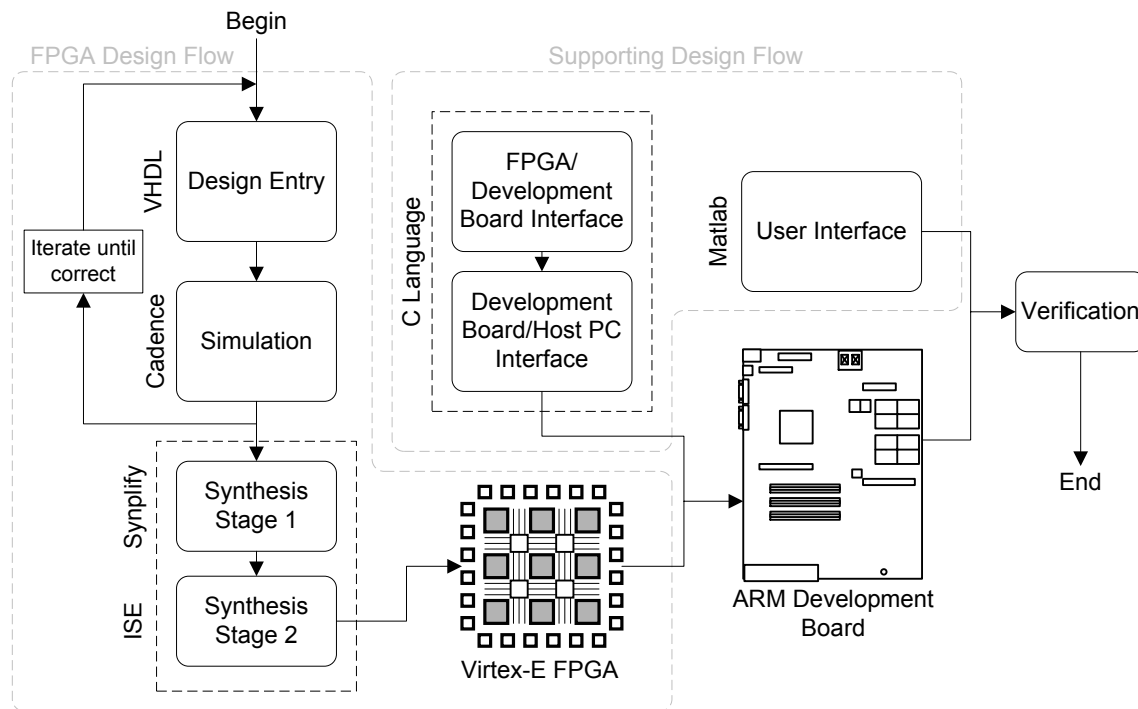 Begin
FPGA Design Flow
Supporting Design Flow
VHDL
Design Entry
Iterate until
correct
Cadence
Simulation
Synplify
Synthesis
Stage 1
ISE
Synthesis
Stage 2
Virtex-E FPGA
C Language
FPGA/
Development
Board Interface
Development
Board/Host PC
Interface
Matlab
User Interface
ARM Development
Board
Verification
End